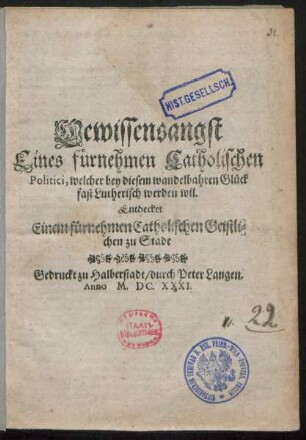 HIST. GESELLSCH.
Gewissensangst
Eines fürnehmen Catholischen
Politici, welcher bey diesem wandelbahren Glück
fast Lutherisch werden wil.
Entdecket
Einem fürnehmen Catholischen Geistli-
chen zu Stade
Gedruckt zu Halberstadt/ durch Peter Langen.
Anno M. DC. XXXI.
22